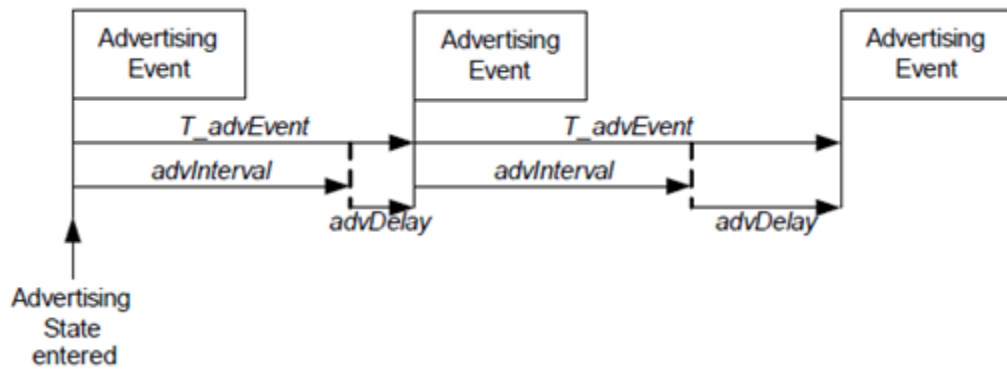 Advertising
Event
Advertising
Event
Advertising
Event
T_advEvent
T_advEvent
advInterval
advInterval
advDelay
advDelay
Advertising
State
entered